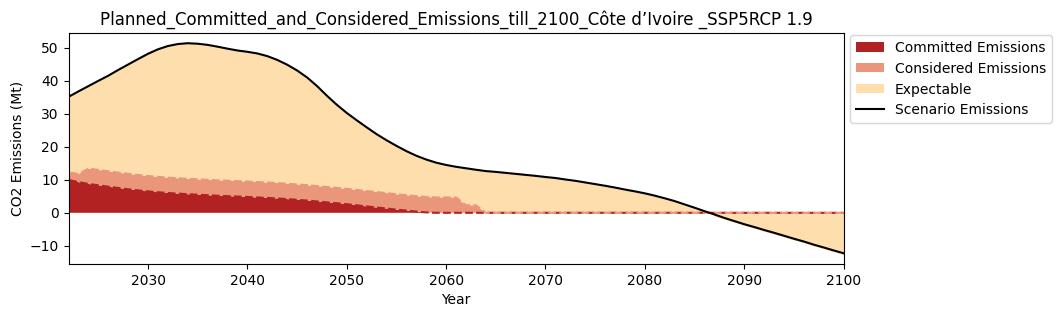 Planned_Committed_and_Considered_Emissions_till_2100_Côte d’Ivoire _SSP5RCP 1.9
Committed Emissions
Considered Emissions
Expectable
Scenario Emissions
CO2 Emissions (Mt)
50
40
30
20
10
0
−10
2030
2040
2050
2060
2070
2080
2090
2100
Year